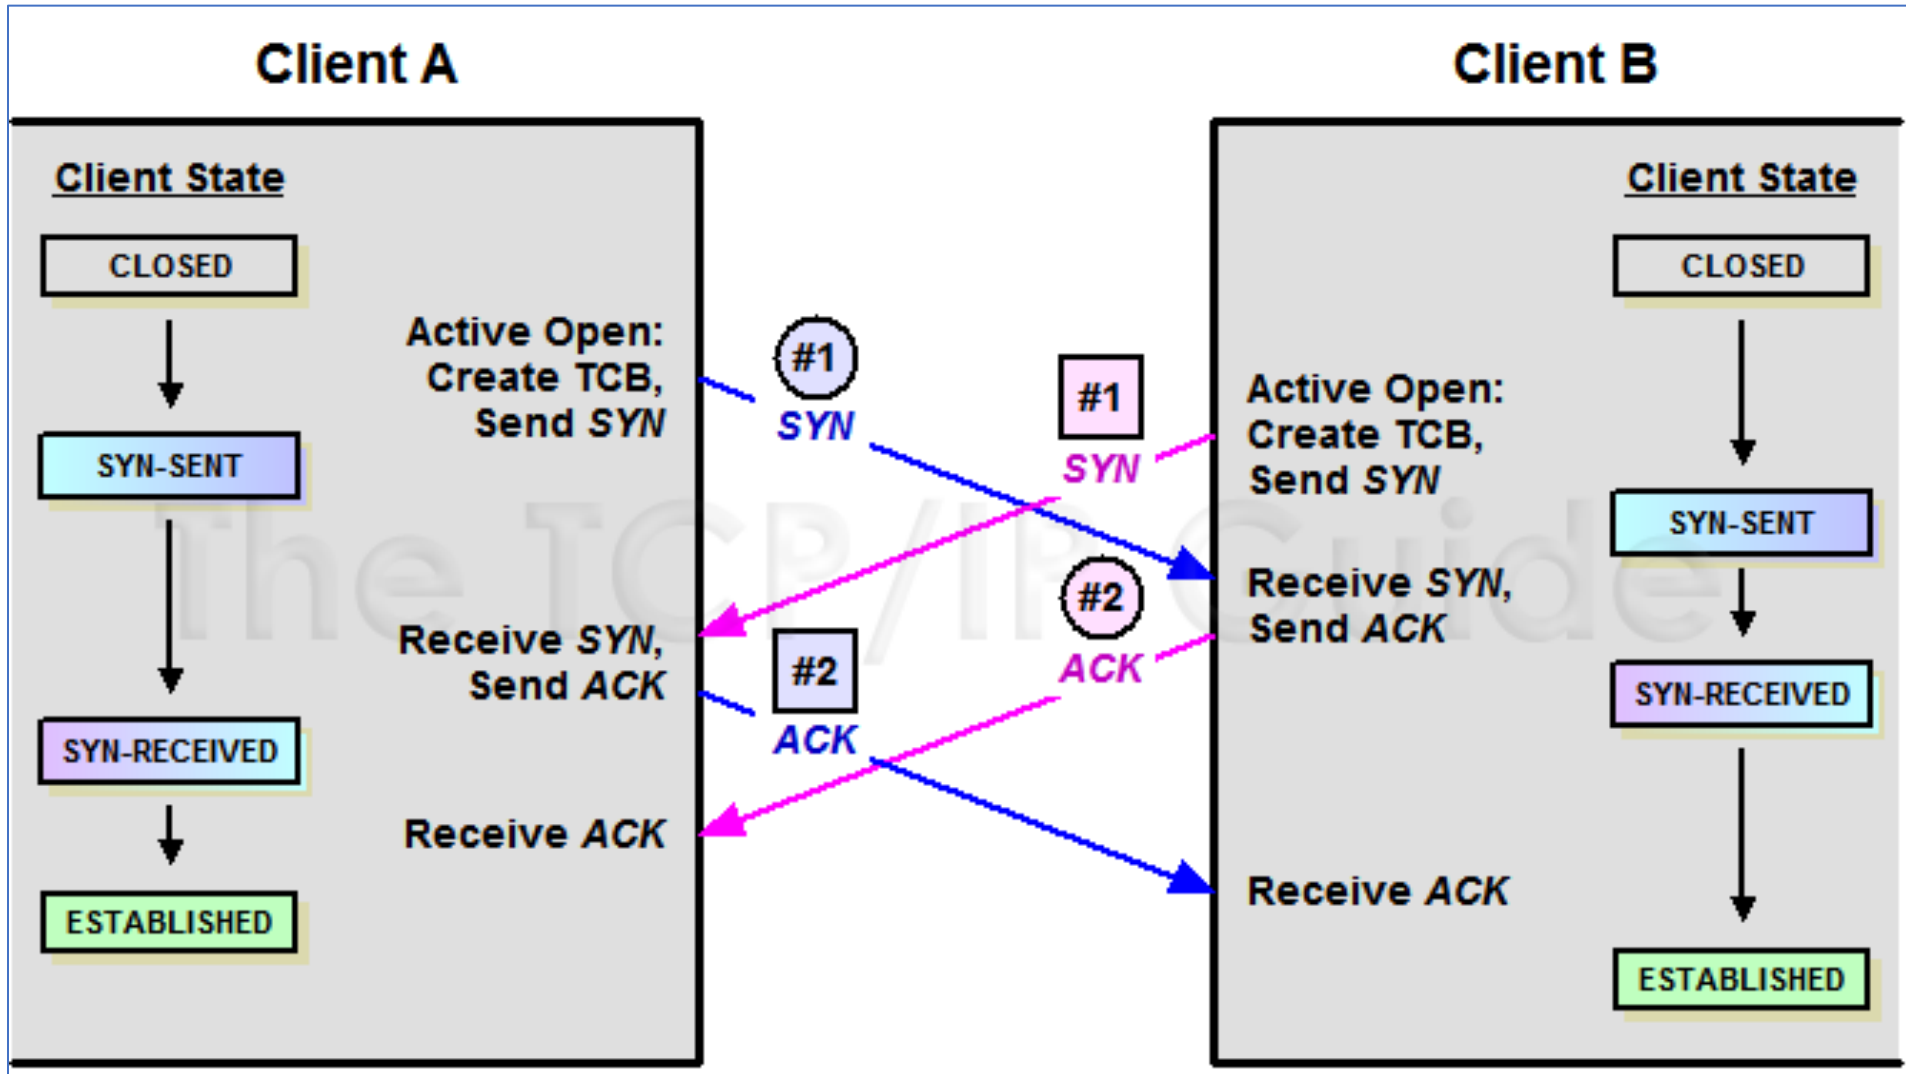 Client A
Client B
Client State
CLOSED
SYN-SENT
SYN-RECEIVED
ESTABLISHED
Active Open:
Create TCB,
Send SYN
Receive SYN,
Send ACK
Receive ACK
#1
SYN
#2
ACK
#1
SYN
#2
ACK
Active Open:
Create TCB,
Send SYN
Receive SYN,
Send ACK
Receive ACK
Client State
CLOSED
SYN-SENT
SYN-RECEIVED
ESTABLISHED
The TCP/IP Guide